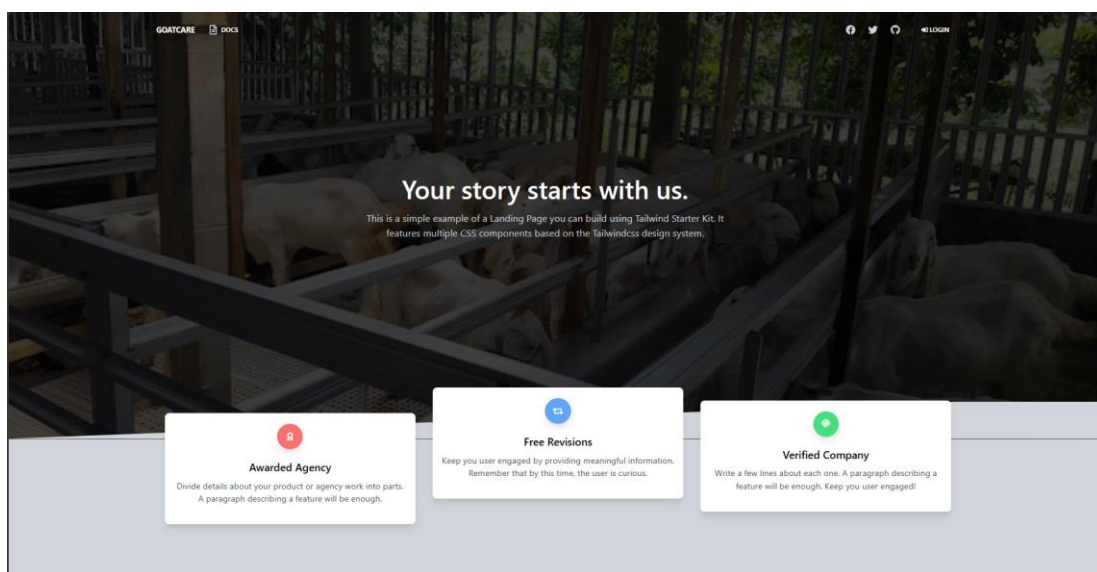 GOATCARE DOCS LOGIN
Your story starts with us.
This is a simple example of a Landing Page you can build using Tailwind Starter Kit. It
features multiple CSS components based on the Tailwindcss design system.
Awarded Agency
Divide details about your product or agency work into parts.
A paragraph describing a feature will be enough.
Free Revisions
Keep you user engaged by providing meaningful information.
Remember that by this time, the user is curious.
Verified Company
Write a few lines about each one. A paragraph describing a
feature will be enough. Keep you user engaged!